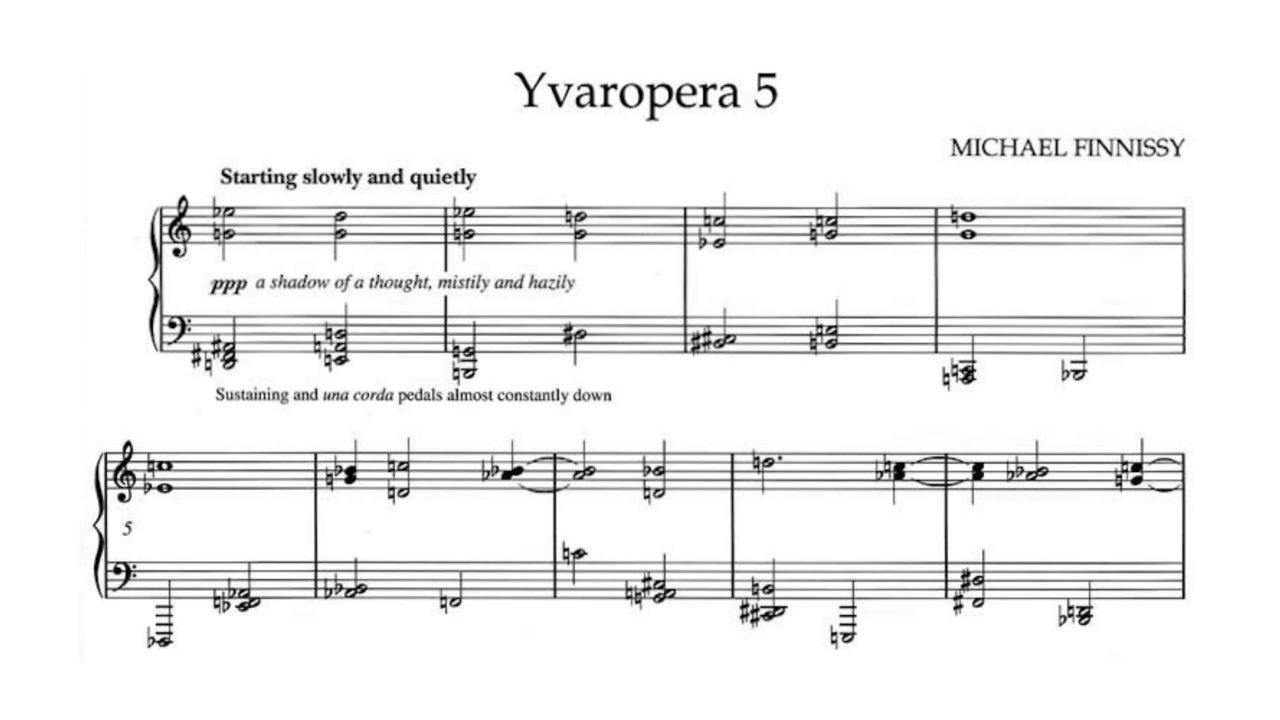 Yvaropera 5
MICHAEL FINNISSY
Starting slowly and quietly
ppp a shadow of a thought, mistily and hazily
Sustaining and una corda pedals almost constantly down
5